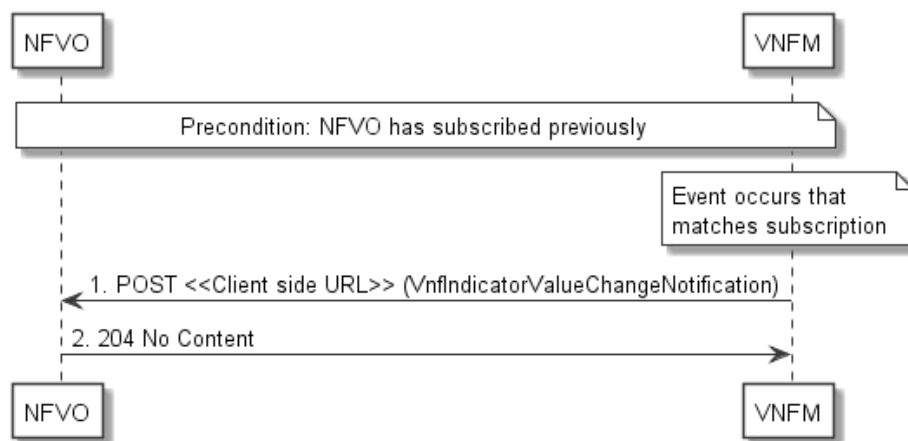 NFVO
VNFM
Precondition: NFVO has subscribed previously
Event occurs that
matches subscription
1. POST <<Client side URL>> (VnfIndicatorValueChangeNotification)
2. 204 No Content
NFVO
VNFM